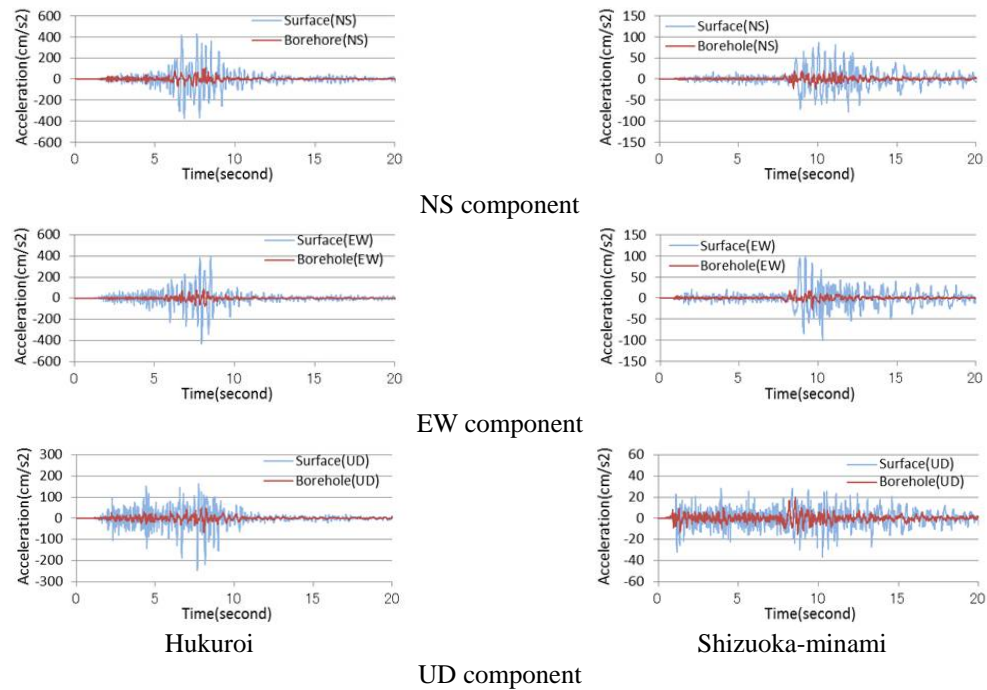 600
400
200
0
-200
-400
-600
Acceleration(cm/s2)
Surface(NS)
Borehore(NS)
0 5 10 15 20
Time(second)
150
100
50
0
-50
-100
-150
Acceleration(cm/s2)
Surface(NS)
Borehole(NS)
0 5 10 15 20
Time(second)
NS component
600
400
200
0
-200
-400
-600
Acceleration(cm/s2)
Surface(EW)
Borehole(EW)
0 5 10 15 20
Time(second)
150
100
50
0
-50
-100
-150
Acceleration(cm/s2)
Surface(EW)
Borehole(EW)
0 5 10 15 20
Time(second)
EW component
300
200
100
0
-100
-200
-300
Acceleration(cm/s2)
Surface(UD)
Borehole(UD)
0 5 10 15 20
Time(second)
60
40
20
0
-20
-40
-60
Acceleration(cm/s2)
Surface(UD)
Borehole(UD)
0 5 10 15 20
Time(second)
Hukuroi
Shizuoka-minami
UD component